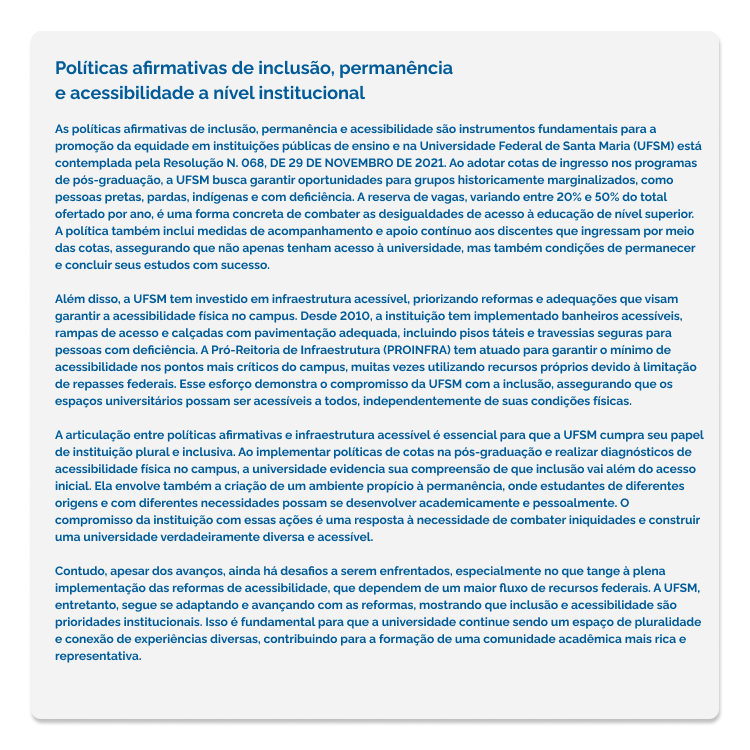 Políticas afirmativas de inclusão, permanência
e acessibilidade a nível institucional
As políticas afirmativas de inclusão, permanência e acessibilidade são instrumentos fundamentais para a
promoção da equidade em instituições públicas de ensino e na Universidade Federal de Santa Maria (UFSM) está
contemplada pela Resolução N. 068, DE 29 DE NOVEMBRO DE 2021. Ao adotar cotas de ingresso nos programas
de pós-graduação, a UFSM busca garantir oportunidades para grupos historicamente marginalizados, como
pessoas pretas, pardas, indígenas e com deficiência. A reserva de vagas, variando entre 20% e 50% do total
ofertado por ano, é uma forma concreta de combater as desigualdades de acesso à educação de nível superior.
A política também inclui medidas de acompanhamento e apoio contínuo aos discentes que ingressam por meio
das cotas, assegurando que não apenas tenham acesso à universidade, mas também condições de permanecer
e concluir seus estudos com sucesso.
Além disso, a UFSM tem investido em infraestrutura acessível, priorizando reformas e adequações que visam
garantir a acessibilidade física no campus. Desde 2010, a instituição tem implementado banheiros acessíveis,
rampas de acesso e calçadas com pavimentação adequada, incluindo pisos táteis e travessias seguras para
pessoas com deficiência. A Pró-Reitoria de Infraestrutura (PROINFRA) tem atuado para garantir o mínimo de
acessibilidade nos pontos mais críticos do campus, muitas vezes utilizando recursos próprios devido à limitação
de repasses federais. Esse esforço demonstra o compromisso da UFSM com a inclusão, assegurando que os
espaços universitários possam ser acessíveis a todos, independentemente de suas condições físicas.
A articulação entre políticas afirmativas e infraestrutura acessível é essencial para que a UFSM cumpra seu papel
de instituição plural e inclusiva. Ao implementar políticas de cotas na pós-graduação e realizar diagnósticos de
acessibilidade física no campus, a universidade evidencia sua compreensão de que inclusão vai além do acesso
inicial. Ela envolve também a criação de um ambiente propício à permanência, onde estudantes de diferentes
origens e com diferentes necessidades possam se desenvolver academicamente e pessoalmente. O
compromisso da instituição com essas ações é uma resposta à necessidade de combater iniquidades e construir
uma universidade verdadeiramente diversa e acessível.
Contudo, apesar dos avanços, ainda há desafios a serem enfrentados, especialmente no que tange à plena
implementação das reformas de acessibilidade, que dependem de um maior fluxo de recursos federais. A UFSM,
entretanto, segue se adaptando e avançando com as reformas, mostrando que inclusão e acessibilidade são
prioridades institucionais. Isso é fundamental para que a universidade continue sendo um espaço de pluralidade
e conexão de experiências diversas, contribuindo para a formação de uma comunidade acadêmica mais rica e
representativa.